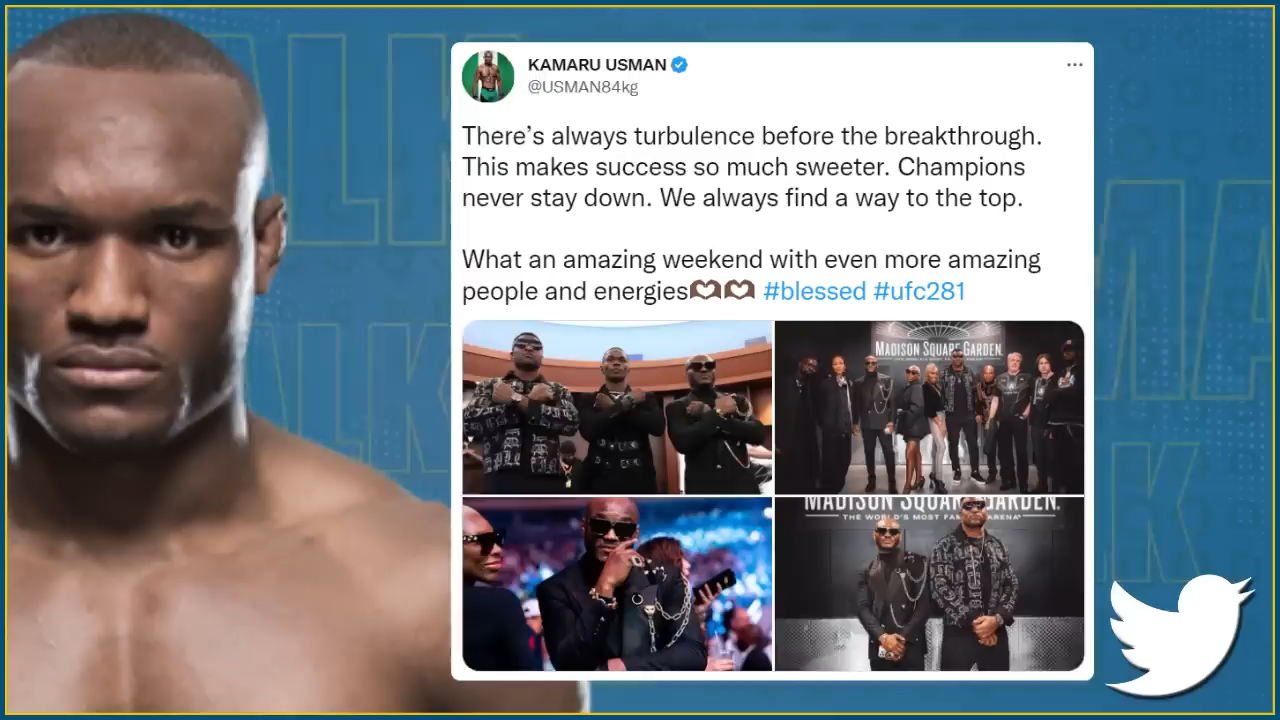 KAMARU USMAN
@USMAN84kg
There’s always turbulence before the breakthrough.
This makes success so much sweeter. Champions
never stay down. We always find a way to the top.
What an amazing weekend with even more amazing
people and energies🫶🏿🫶🏿 #blessed #ufc281
MADISON SQUARE GARDEN.
MADISON SQUARE GARDEN.
THE WORLD'S MOST FAMOUS ARENA